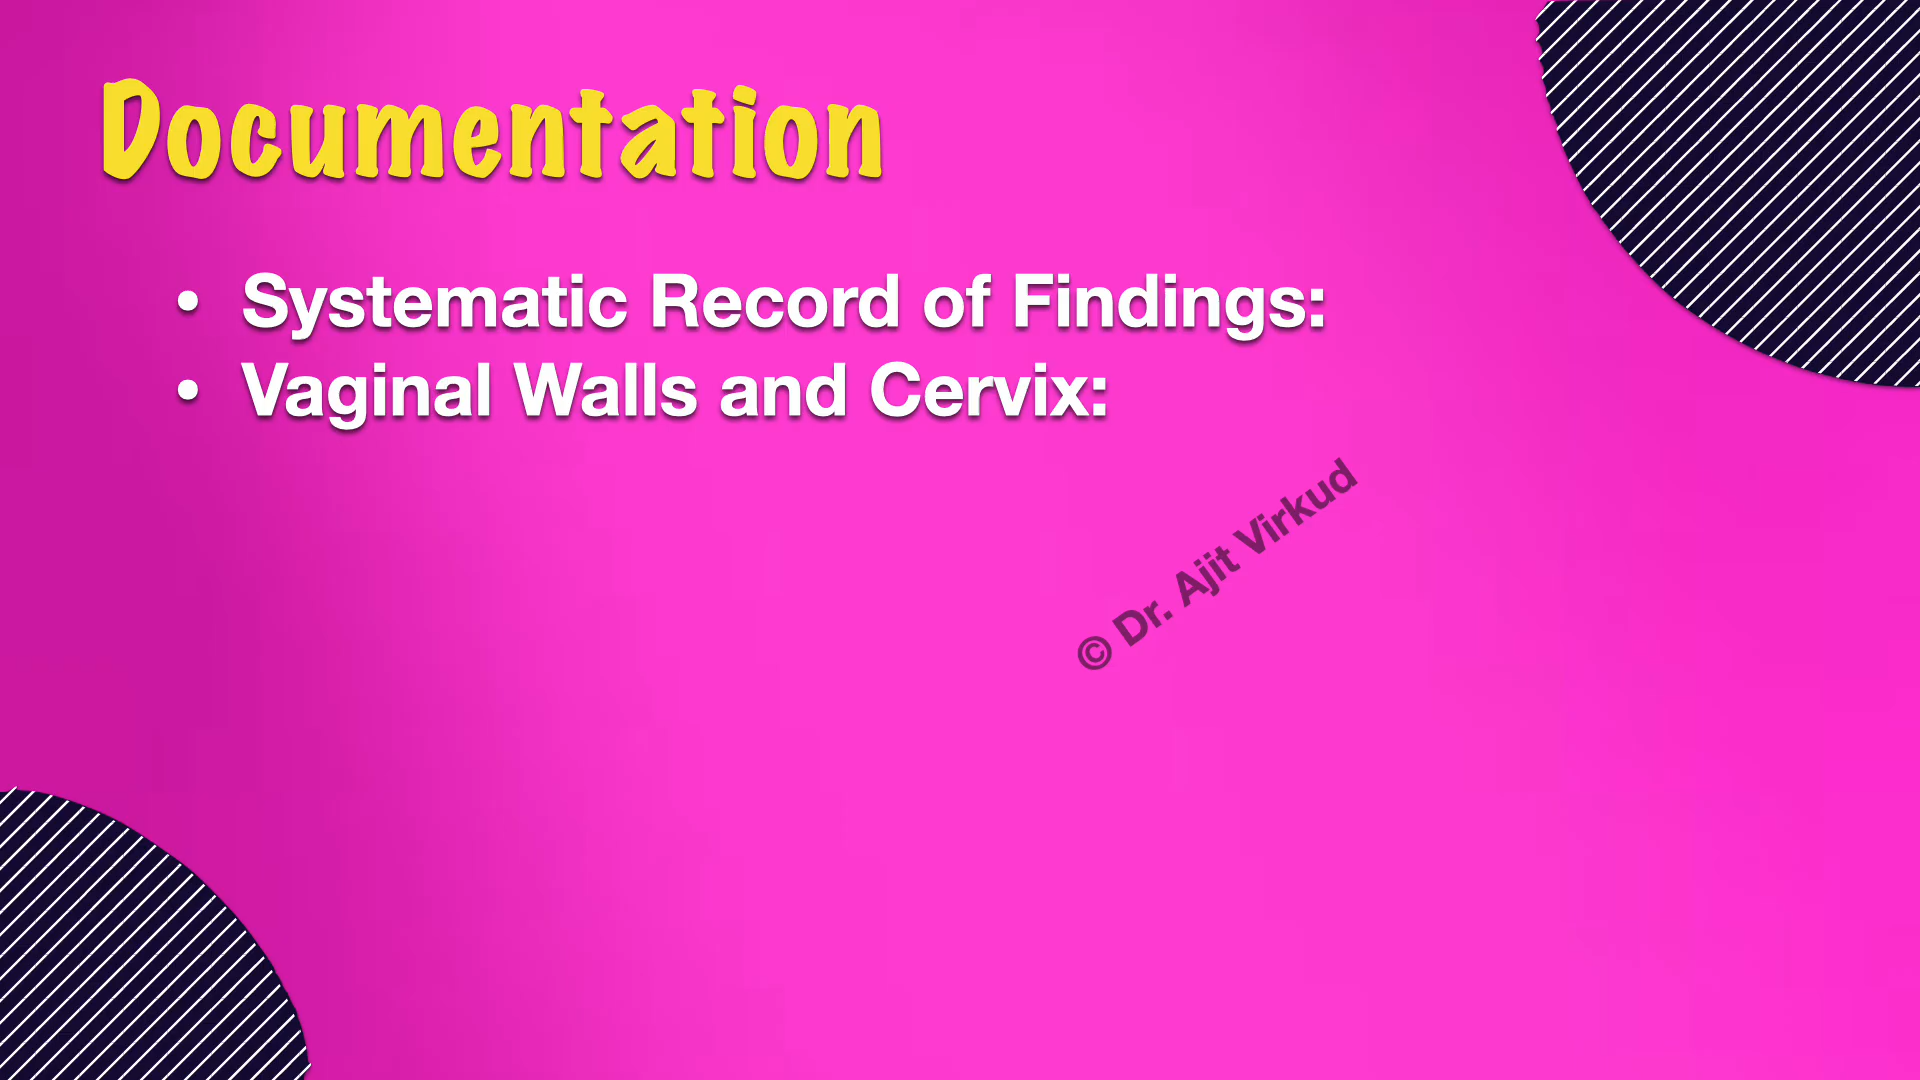 Documentation
• Systematic Record of Findings:
• Vaginal Walls and Cervix:
© Dr. Ajit Virkud